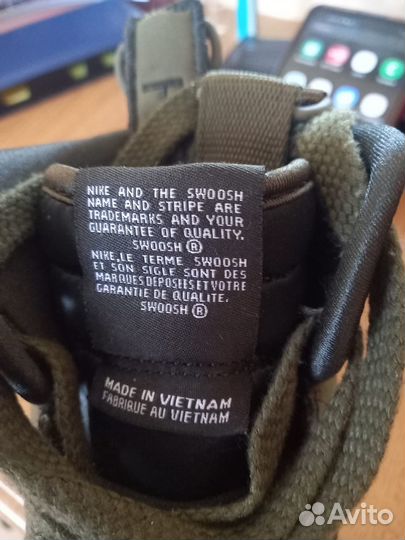 NIKE AND THE SWOOSH
NAME AND STRIPE ARE
TRADEMARKS AND YOUR
GUARANTEE OF QUALITY.
SWOOSH ®
NIKE,LE TERME SWOOSH
ET SON SIGLE SONT DES
MARQUES DEPOSEES ET VOTRE
GARANTIE DE QUALITE.
SWOOSH ®
MADE IN VIETNAM
FABRIQUE AU VIETNAM
Avito